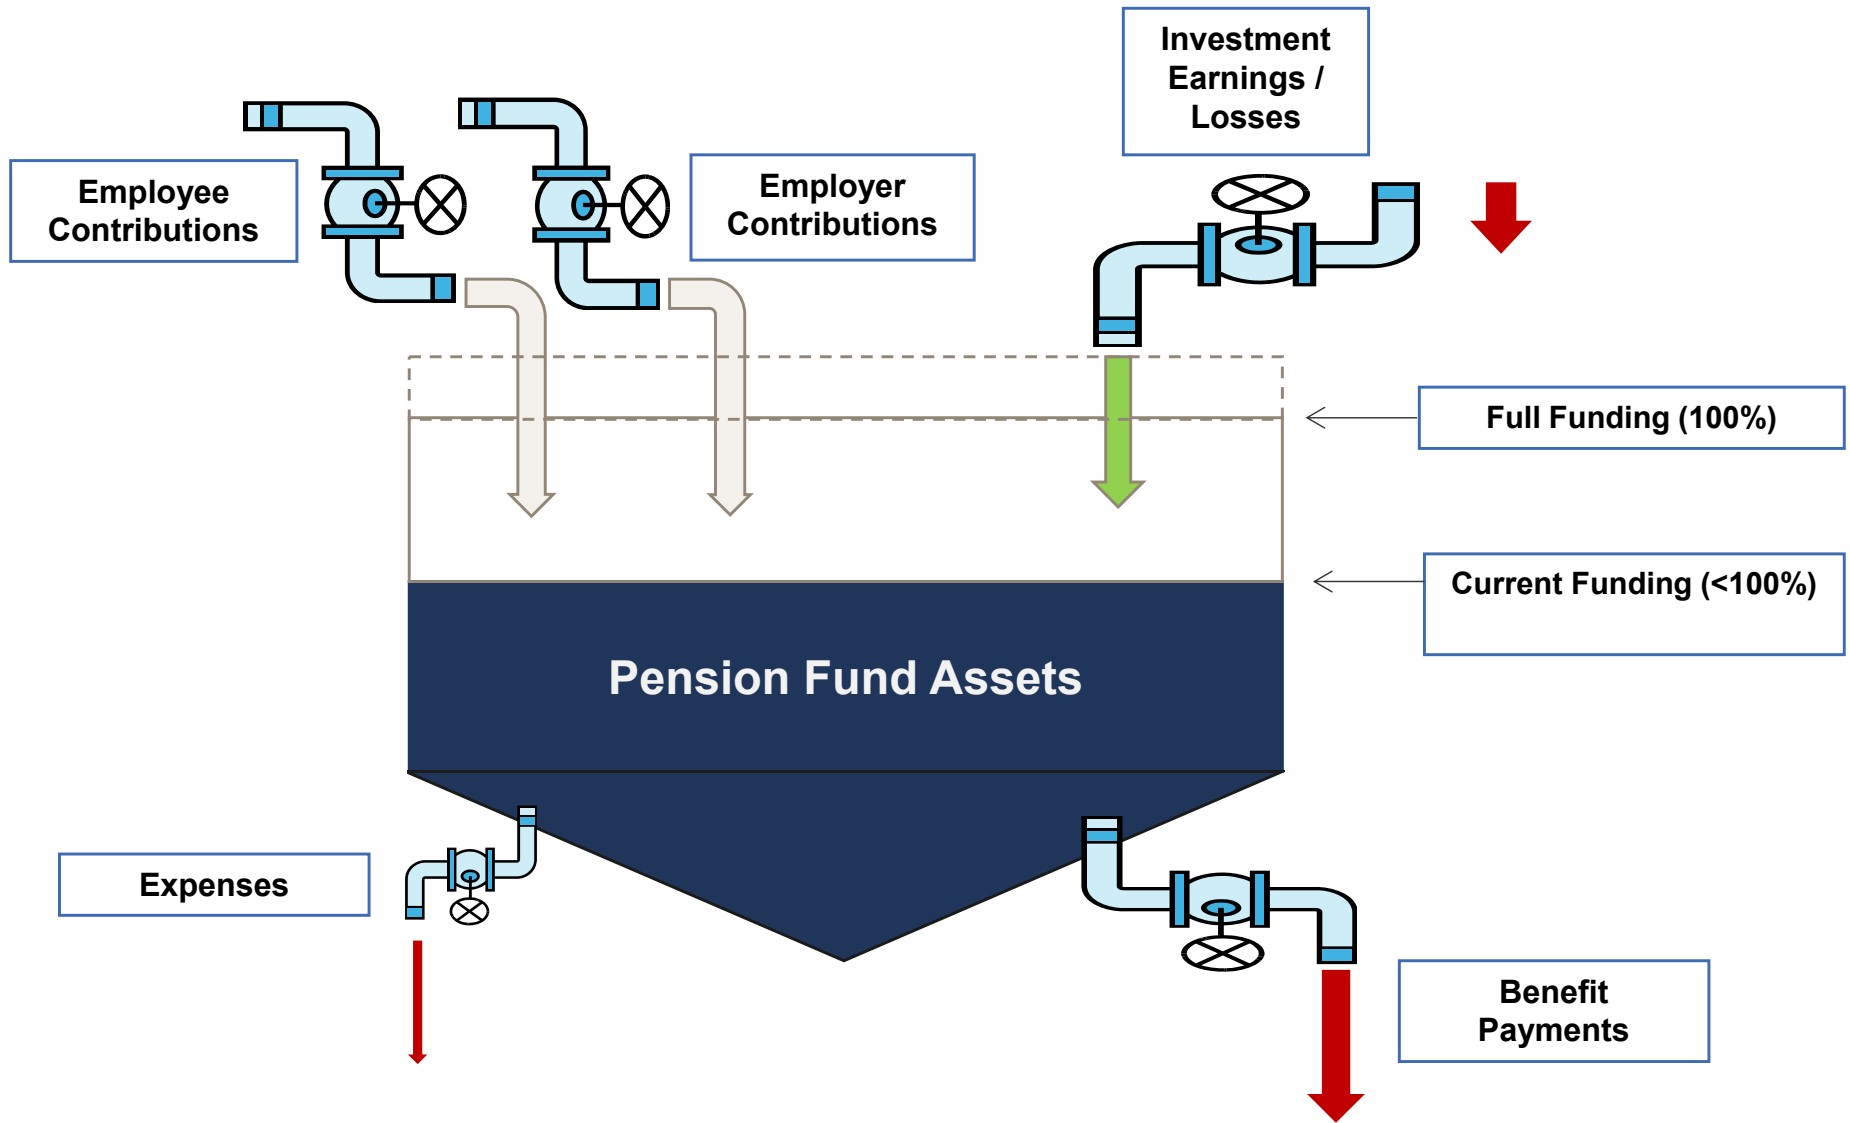 Investment
Earnings /
Losses
Employee
Contributions
Employer
Contributions
Full Funding (100%)
Current Funding (<100%)
Pension Fund Assets
Expenses
Benefit
Payments